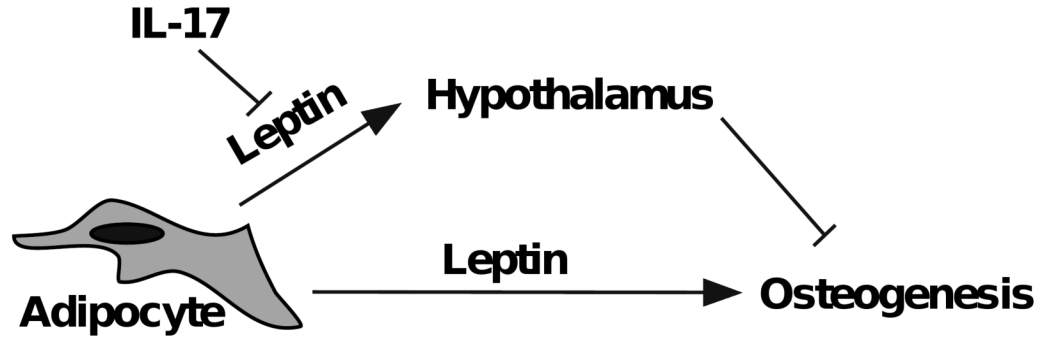 IL-17
Leptin
Hypothalamus
Leptin
Adipocyte
Osteogenesis